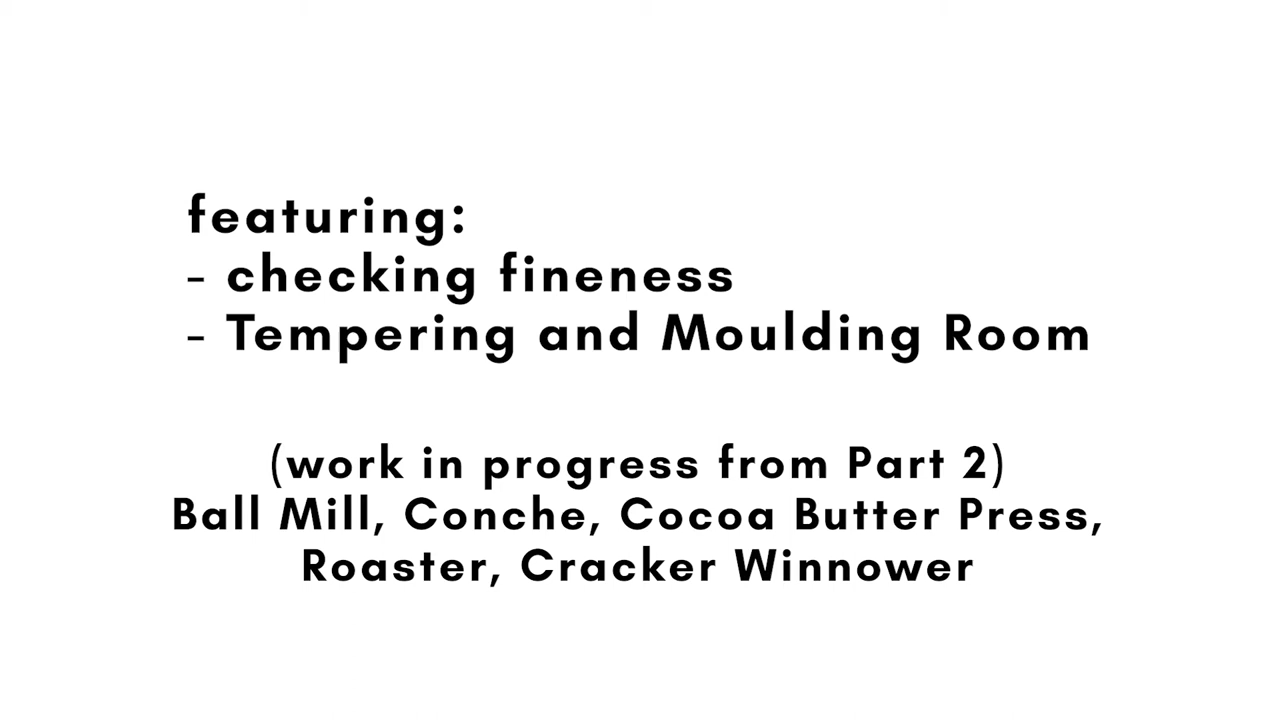 featuring:
- checking fineness
- Tempering and Moulding Room
(work in progress from Part 2)
Ball Mill, Conche, Cocoa Butter Press,
Roaster, Cracker Winnower